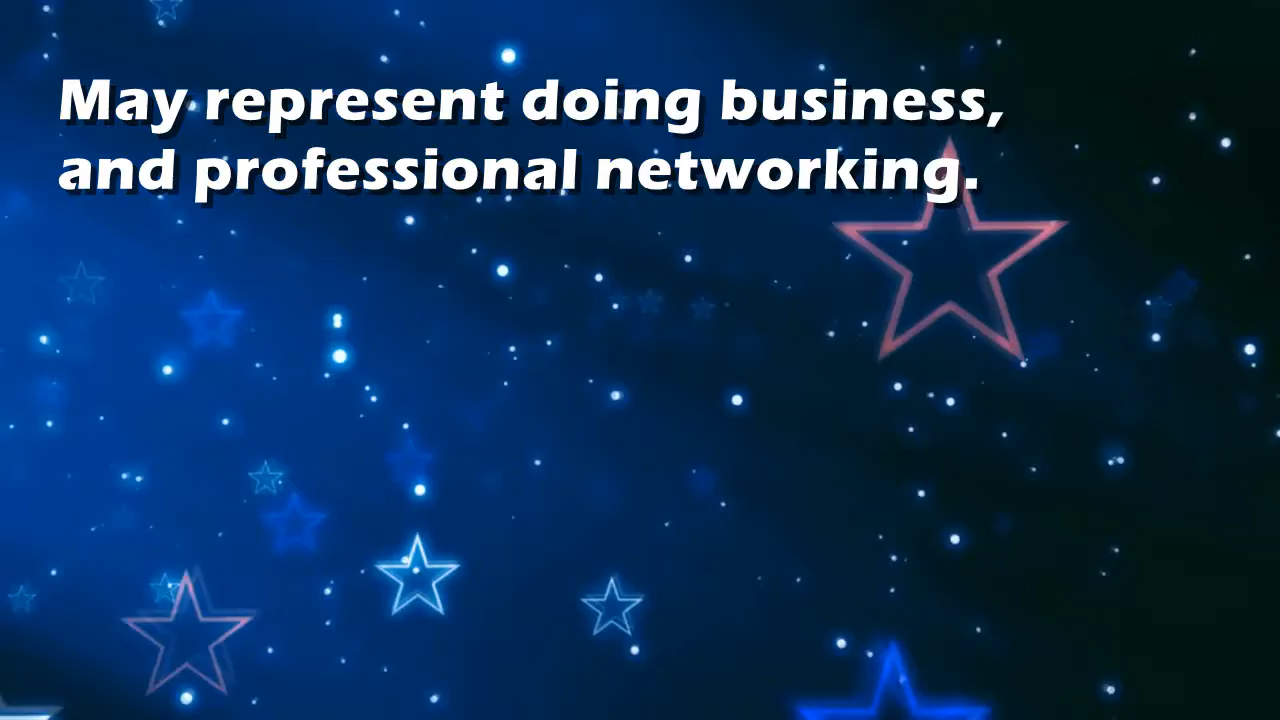 May represent doing business,
and professional networking.